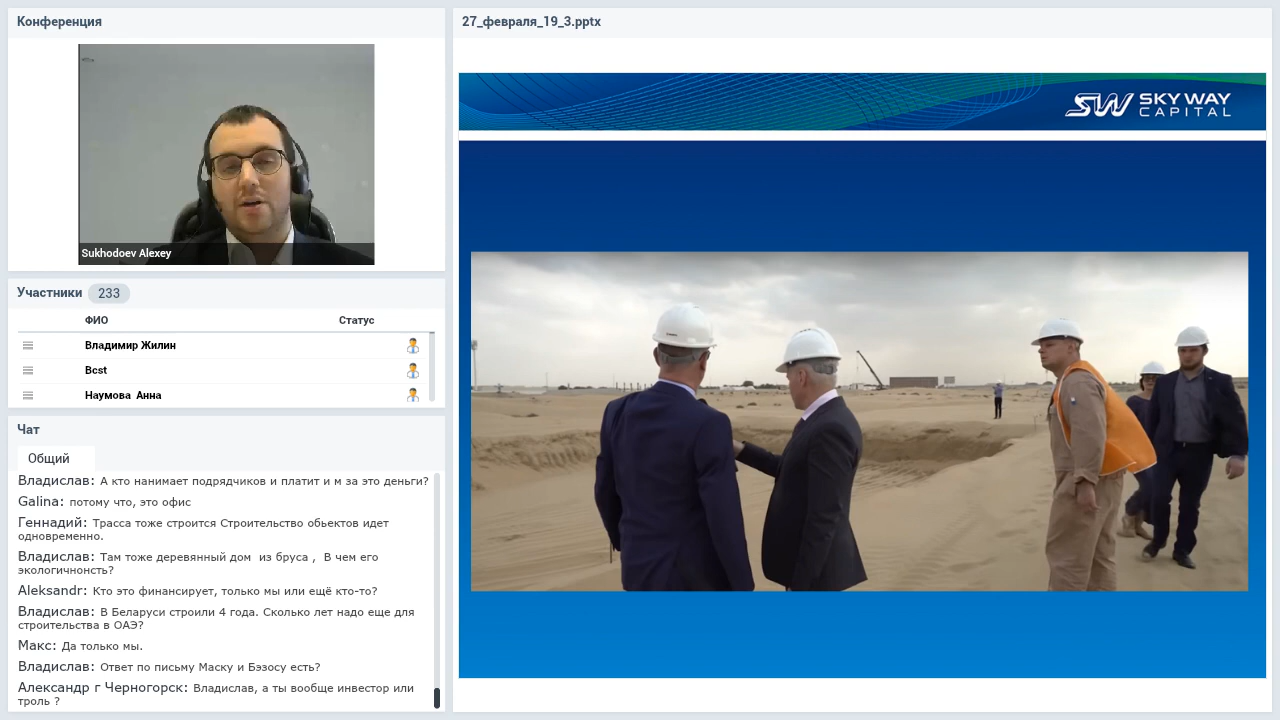 Конференция
Sukhodoev Alexey
Участники 233
ФИО Статус
Владимир Жилин
Bcst
Наумова Анна
Чат
Общий
Владислав: А кто нанимает подрядчиков и платит и м за это деньги?
Galina: потому что, это офис
Геннадий: Трасса тоже строится Строительство обьектов идет
одновременно.
Владислав: Там тоже деревянный дом из бруса , В чем его
экологичнонсть?
Aleksandr: Кто это финансирует, только мы или ещё кто-то?
Владислав: В Беларуси строили 4 года. Сколько лет надо еще для
строительства в ОАЭ?
Макс: Да только мы.
Владислав: Ответ по письму Маску и Бэзосу есть?
Александр г Черногорск: Владислав, а ты вообще инвестор или
троль ?
27_февраля_19_3.pptx
SW SKY WAY
CAPITAL